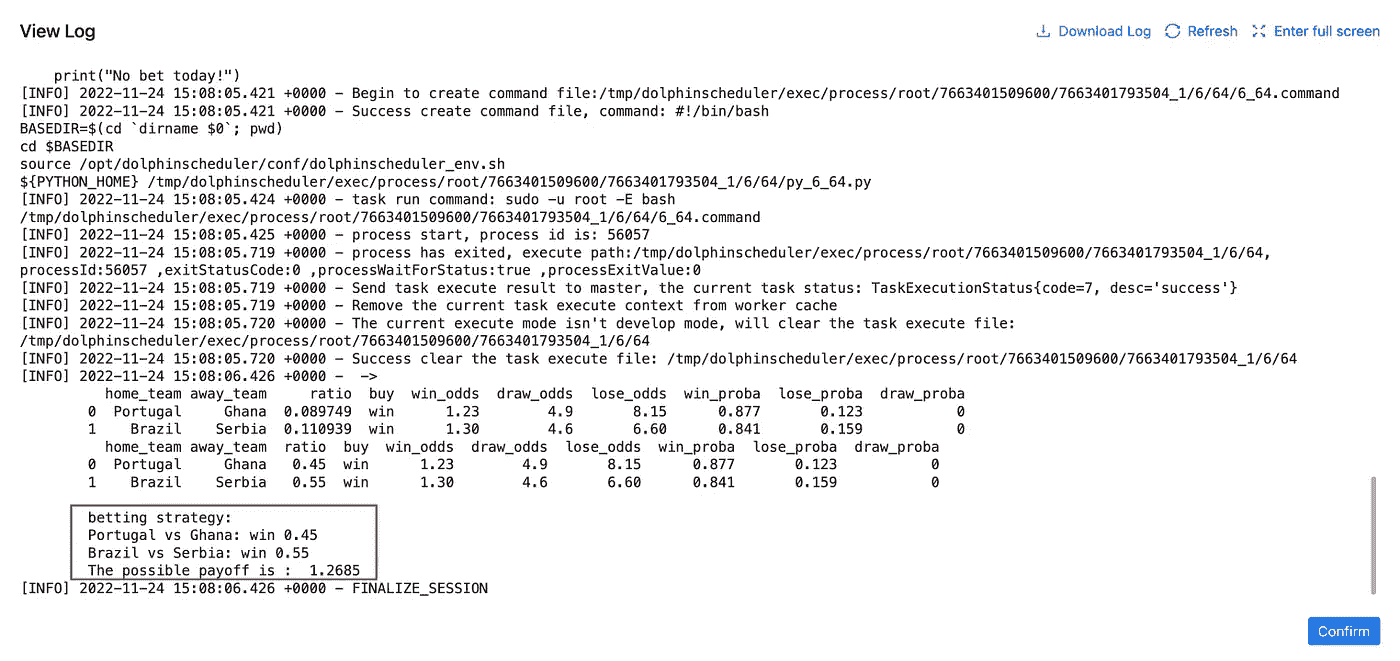 View Log
Download Log Refresh Enter full screen
print("No bet today!")
[INFO] 2022-11-24 15:08:05.421 +0000 - Begin to create command file:/tmp/dolphinscheduler/exec/process/root/7663401509600/7663401793504_1/6/64/6_64.command
[INFO] 2022-11-24 15:08:05.421 +0000 - Success create command file, command: #!/bin/bash
BASEDIR=$(cd `dirname $0`; pwd)
cd $BASEDIR
source /opt/dolphinscheduler/conf/dolphinscheduler_env.sh
${PYTHON_HOME} /tmp/dolphinscheduler/exec/process/root/7663401509600/7663401793504_1/6/64/py_6_64.py
[INFO] 2022-11-24 15:08:05.424 +0000 - task run command: sudo -u root -E bash
/tmp/dolphinscheduler/exec/process/root/7663401509600/7663401793504_1/6/64/6_64.command
[INFO] 2022-11-24 15:08:05.425 +0000 - process start, process id is: 56057
[INFO] 2022-11-24 15:08:05.719 +0000 - process has exited, execute path:/tmp/dolphinscheduler/exec/process/root/7663401509600/7663401793504_1/6/64,
processId:56057 ,exitStatusCode:0 ,processWaitForStatus:true ,processExitValue:0
[INFO] 2022-11-24 15:08:05.719 +0000 - Send task execute result to master, the current task status: TaskExecutionStatus{code=7, desc='success'}
[INFO] 2022-11-24 15:08:05.719 +0000 - Remove the current task execute context from worker cache
[INFO] 2022-11-24 15:08:05.720 +0000 - The current execute mode isn't develop mode, will clear the task execute file:
/tmp/dolphinscheduler/exec/process/root/7663401509600/7663401793504_1/6/64
[INFO] 2022-11-24 15:08:05.720 +0000 - Success clear the task execute file: /tmp/dolphinscheduler/exec/process/root/7663401509600/7663401793504_1/6/64
[INFO] 2022-11-24 15:08:06.426 +0000 - ->
home_team away_team ratio buy win_odds draw_odds lose_odds win_proba lose_proba draw_proba
0 Portugal Ghana 0.089749 win 1.23 4.9 8.15 0.877 0.123 0
1 Brazil Serbia 0.110939 win 1.30 4.6 6.60 0.841 0.159 0
home_team away_team ratio buy win_odds draw_odds lose_odds win_proba lose_proba draw_proba
0 Portugal Ghana 0.45 win 1.23 4.9 8.15 0.877 0.123 0
1 Brazil Serbia 0.55 win 1.30 4.6 6.60 0.841 0.159 0
betting strategy:
Portugal vs Ghana: win 0.45
Brazil vs Serbia: win 0.55
The possible payoff is : 1.2685
[INFO] 2022-11-24 15:08:06.426 +0000 - FINALIZE_SESSION
Confirm